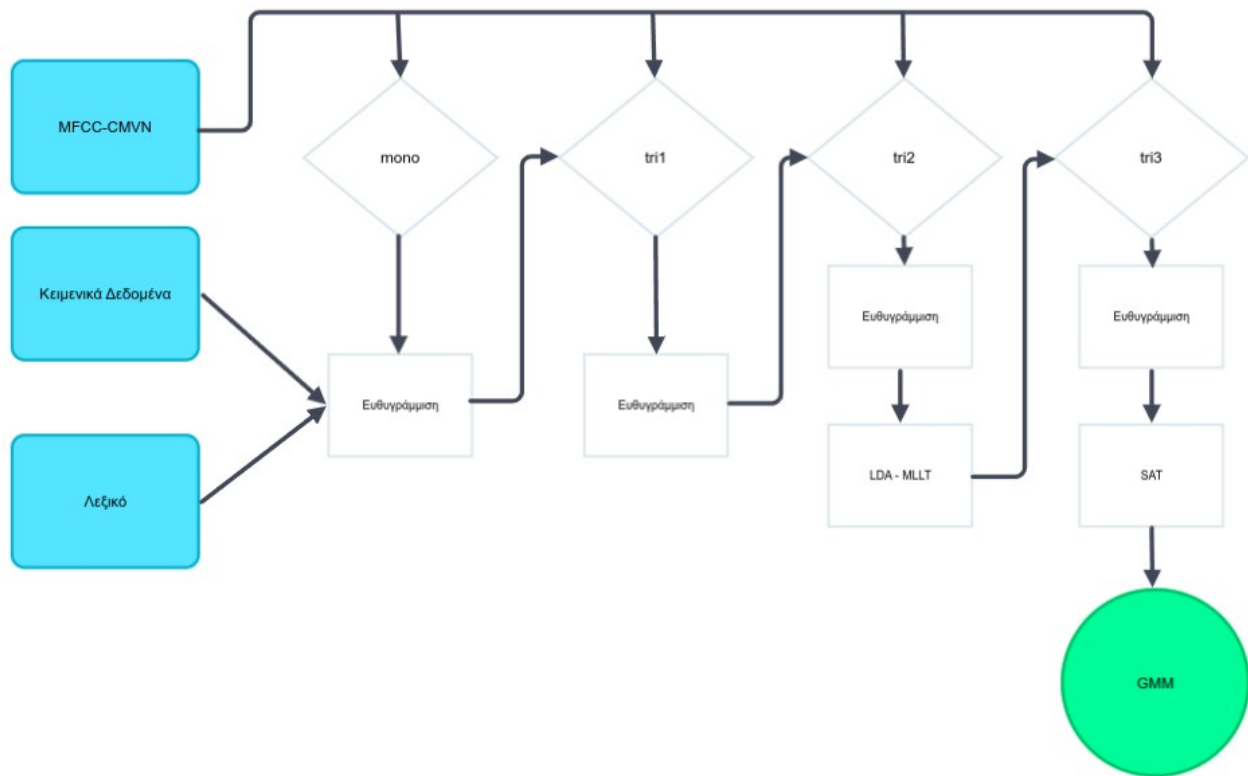 MFCC-CMVN
mono
tri1
tri2
tri3
Κειμενικά Δεδομένα
Ευθυγράμμιση
Ευθυγράμμιση
Ευθυγράμμιση
Ευθυγράμμιση
Λεξικό
LDA - MLLT
SAT
GMM